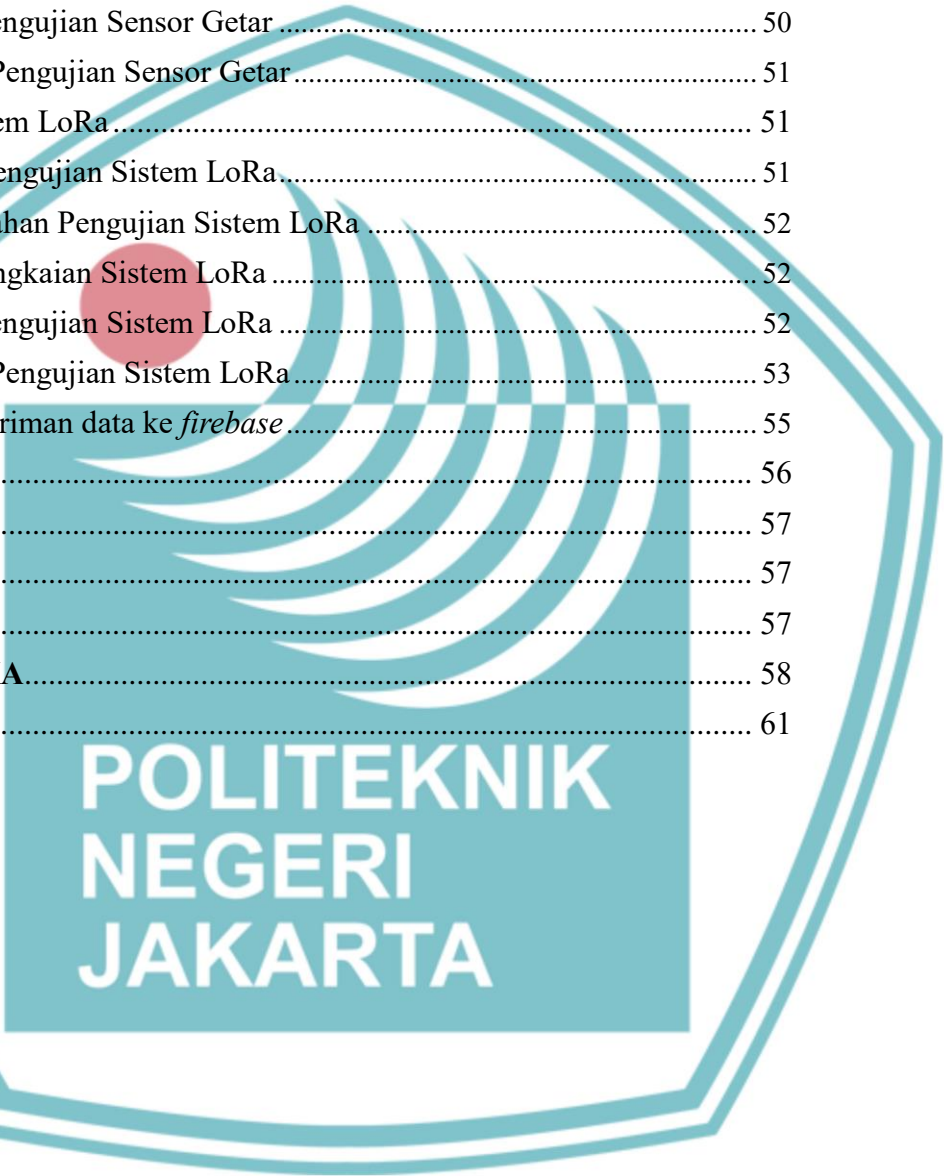 engujian Sensor Getar ........................................................... 50
Pengujian Sensor Getar ......................................................... 51
em LoRa ................................................................................ 51
engujian Sistem LoRa ........................................................... 51
ahan Pengujian Sistem LoRa ................................................ 52
ngkaian Sistem LoRa ............................................................ 52
engujian Sistem LoRa ........................................................... 52
Pengujian Sistem LoRa ......................................................... 53
riman data ke firebase .......................................................... 55
............................................................................................... 56
............................................................................................... 57
............................................................................................... 57
............................................................................................... 57
A ............................................................................................ 58
............................................................................................... 61
POLITEKNIK
NEGERI
JAKARTA